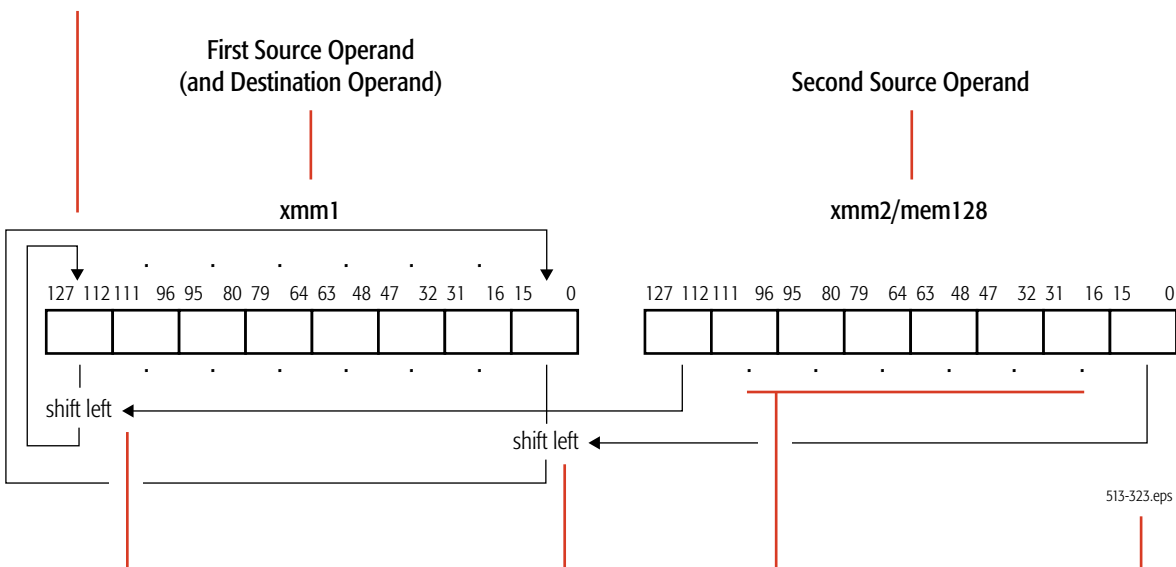 First Source Operand
(and Destination Operand)
Second Source Operand
xmm1
xmm2/mem128
127 112 111 96 95 80 79 64 63 48 47 32 31 16 15 0
127 112 111 96 95 80 79 64 63 48 47 32 31 16 15 0
shift left
shift left
513-323.eps